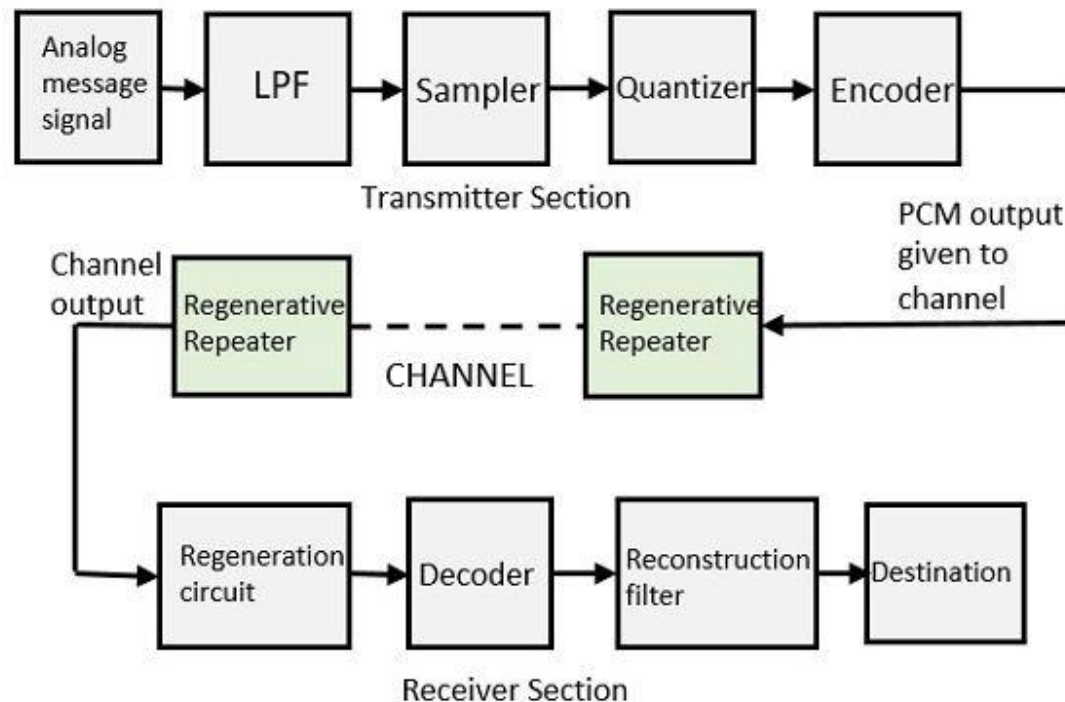 Analog
message
signal
LPF
Sampler
Quantizer
Encoder
Transmitter Section
PCM output
given to
channel
Channel
output
Regenerative
Repeater
CHANNEL
Regenerative
Repeater
Regeneration
circuit
Decoder
Reconstruction
filter
Destination
Receiver Section